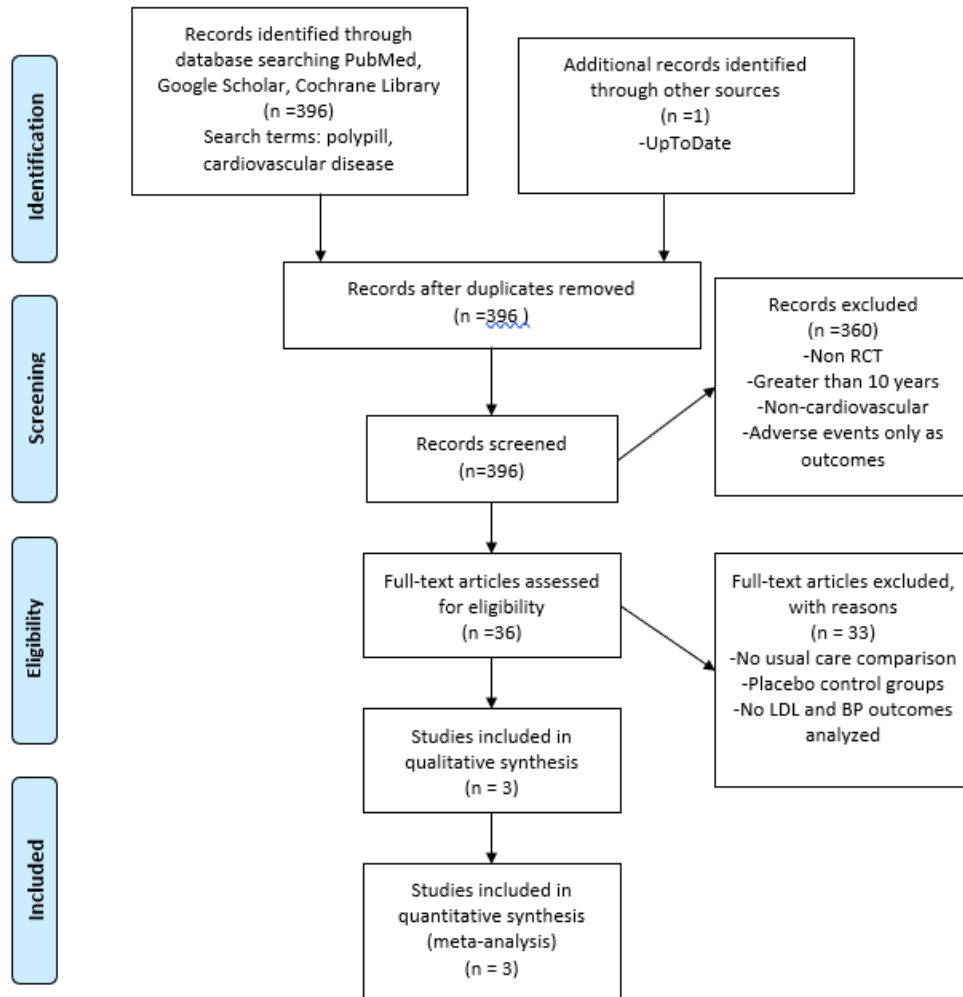 Identification
Records identified through
database searching PubMed,
Google Scholar, Cochrane Library
(n =396)
Search terms: polypill,
cardiovascular disease
Additional records identified
through other sources
(n =1)
-UpToDate
Screening
Records after duplicates removed
(n =396 )
Records screened
(n=396)
Records excluded
(n =360)
-Non RCT
-Greater than 10 years
-Non-cardiovascular
-Adverse events only as
outcomes
Eligibility
Full-text articles assessed
for eligibility
(n =36)
Full-text articles excluded,
with reasons
(n = 33)
-No usual care comparison
-Placebo control groups
-No LDL and BP outcomes
analyzed
Studies included in
qualitative synthesis
(n = 3)
Included
Studies included in
quantitative synthesis
(meta-analysis)
(n = 3)